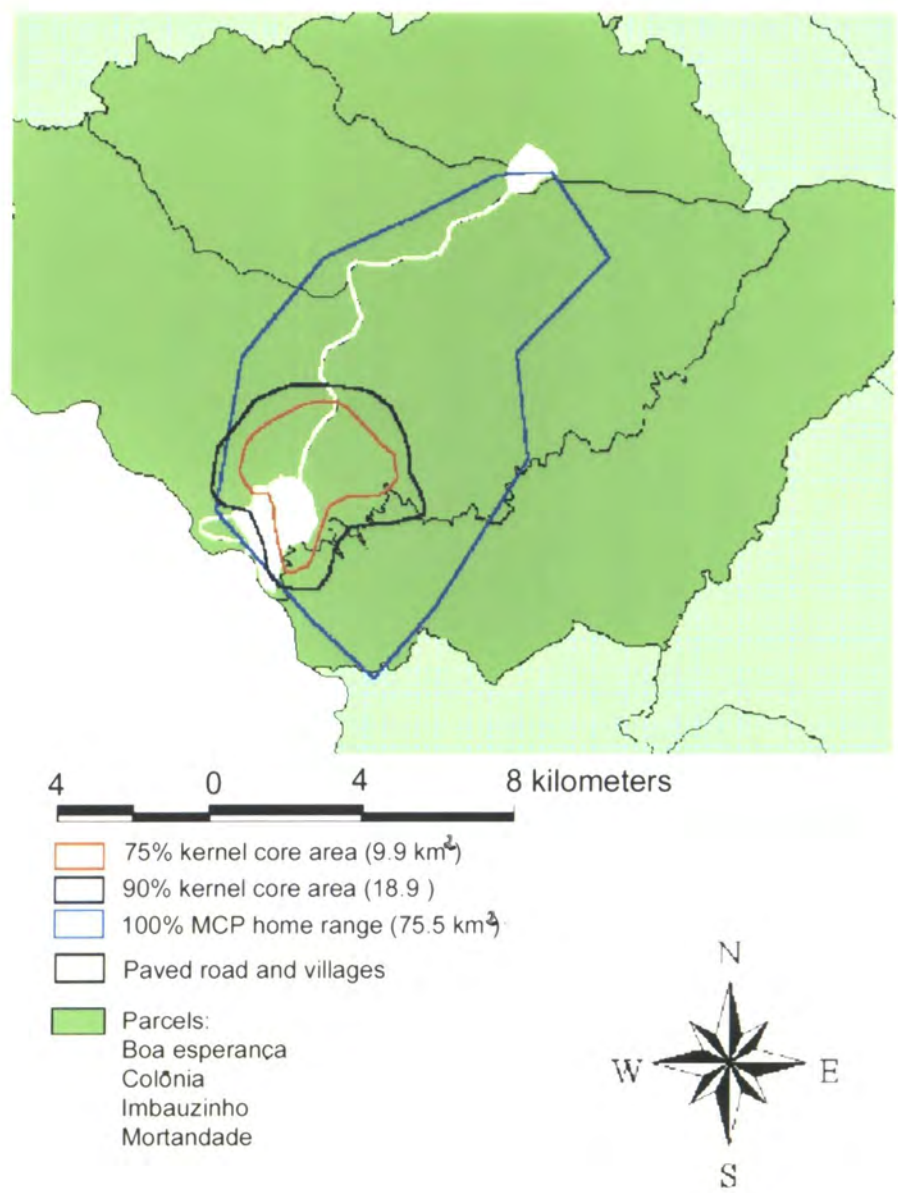 4 0 4 8 kilometers
75% kernel core area (9.9 km²)
90% kernel core area (18.9 )
100% MCP home range (75.5 km²)
Paved road and villages
Parcels:
Boa esperança
Colônia
Imbauzinho
Mortandade
N
W E
S